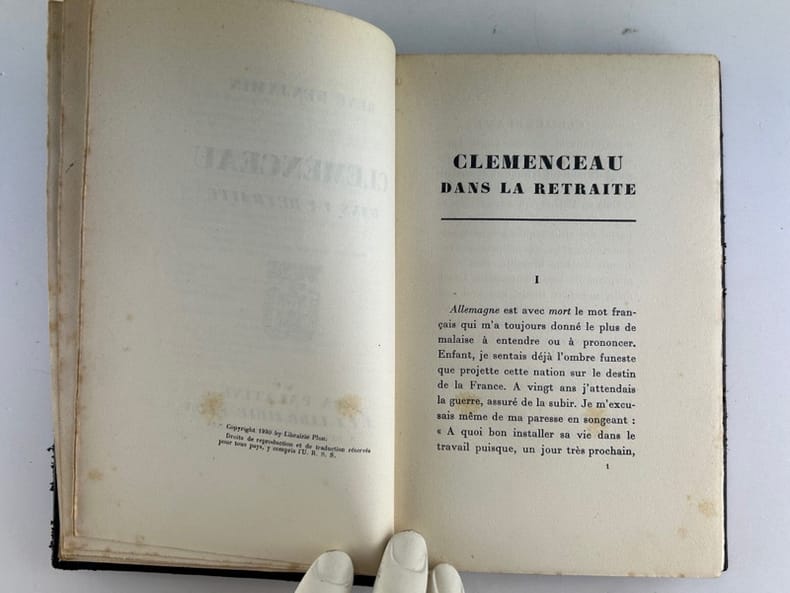 Copyright 1930 by Librairie Plon.
Droits de reproduction et de traduction réservés
pour tous pays, y compris l'U. R. S. S.
CLEMENCEAU
DANS LA RETRAITE
I
Allemagne est avec mort le mot fran-
çais qui m'a toujours donné le plus de
malaise à entendre ou à prononcer.
Enfant, je sentais déjà l'ombre funeste
que projette cette nation sur le destin
de la France. A vingt ans j'attendais
la guerre, assuré de la subir. Je m'excu-
sais même de ma paresse en songeant :
« A quoi bon installer sa vie dans le
travail puisque, un jour très prochain,
1